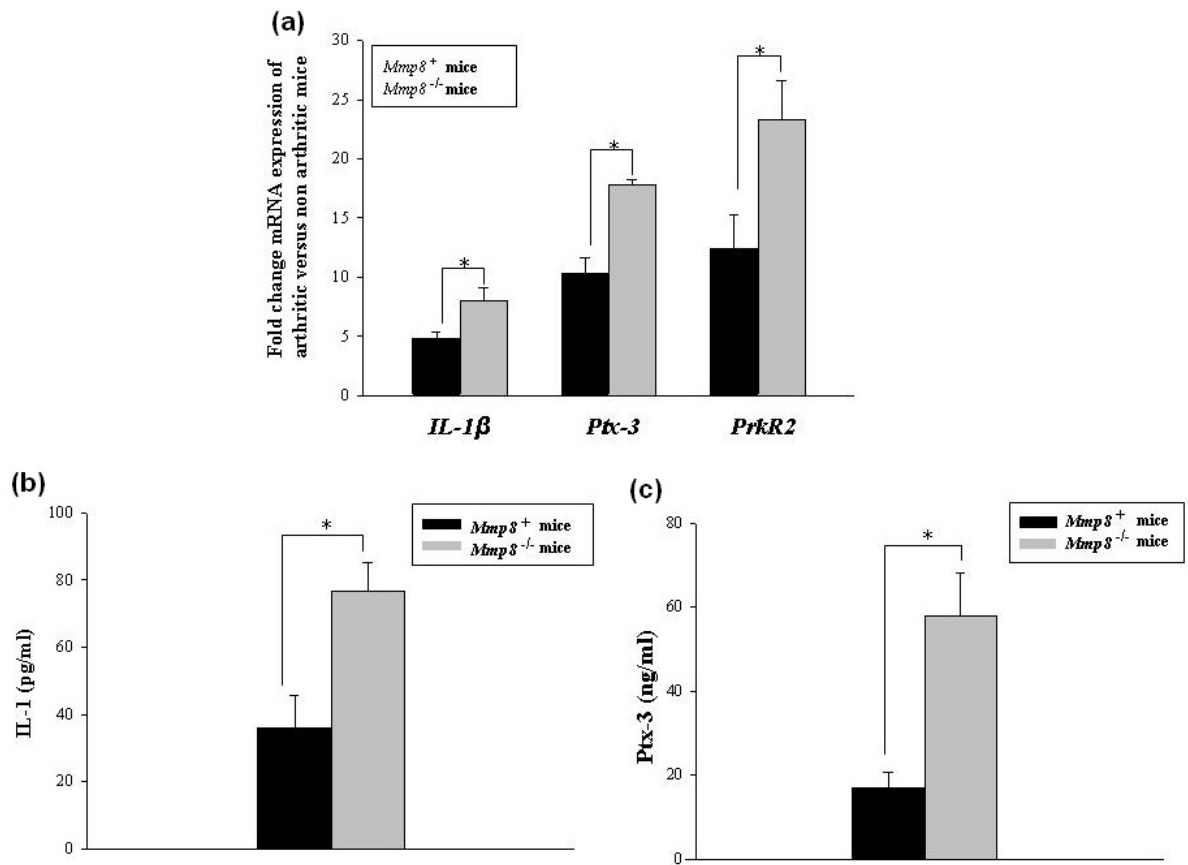 (a)
Fold change mRNA expression of
arthritic versus non arthritic mice
30
25
20
15
10
5
0
Mmp8 + mice
Mmp8 -/- mice
*
*
*
IL-1β
Ptx-3
PrkR2
(b)
IL-1 (pg/ml)
100
80
60
40
20
0
*
Mmp8 + mice
Mmp8 -/- mice
(c)
Ptx-3 (ng/ml)
80
60
40
20
0
*
Mmp8 + mice
Mmp8 -/- mice